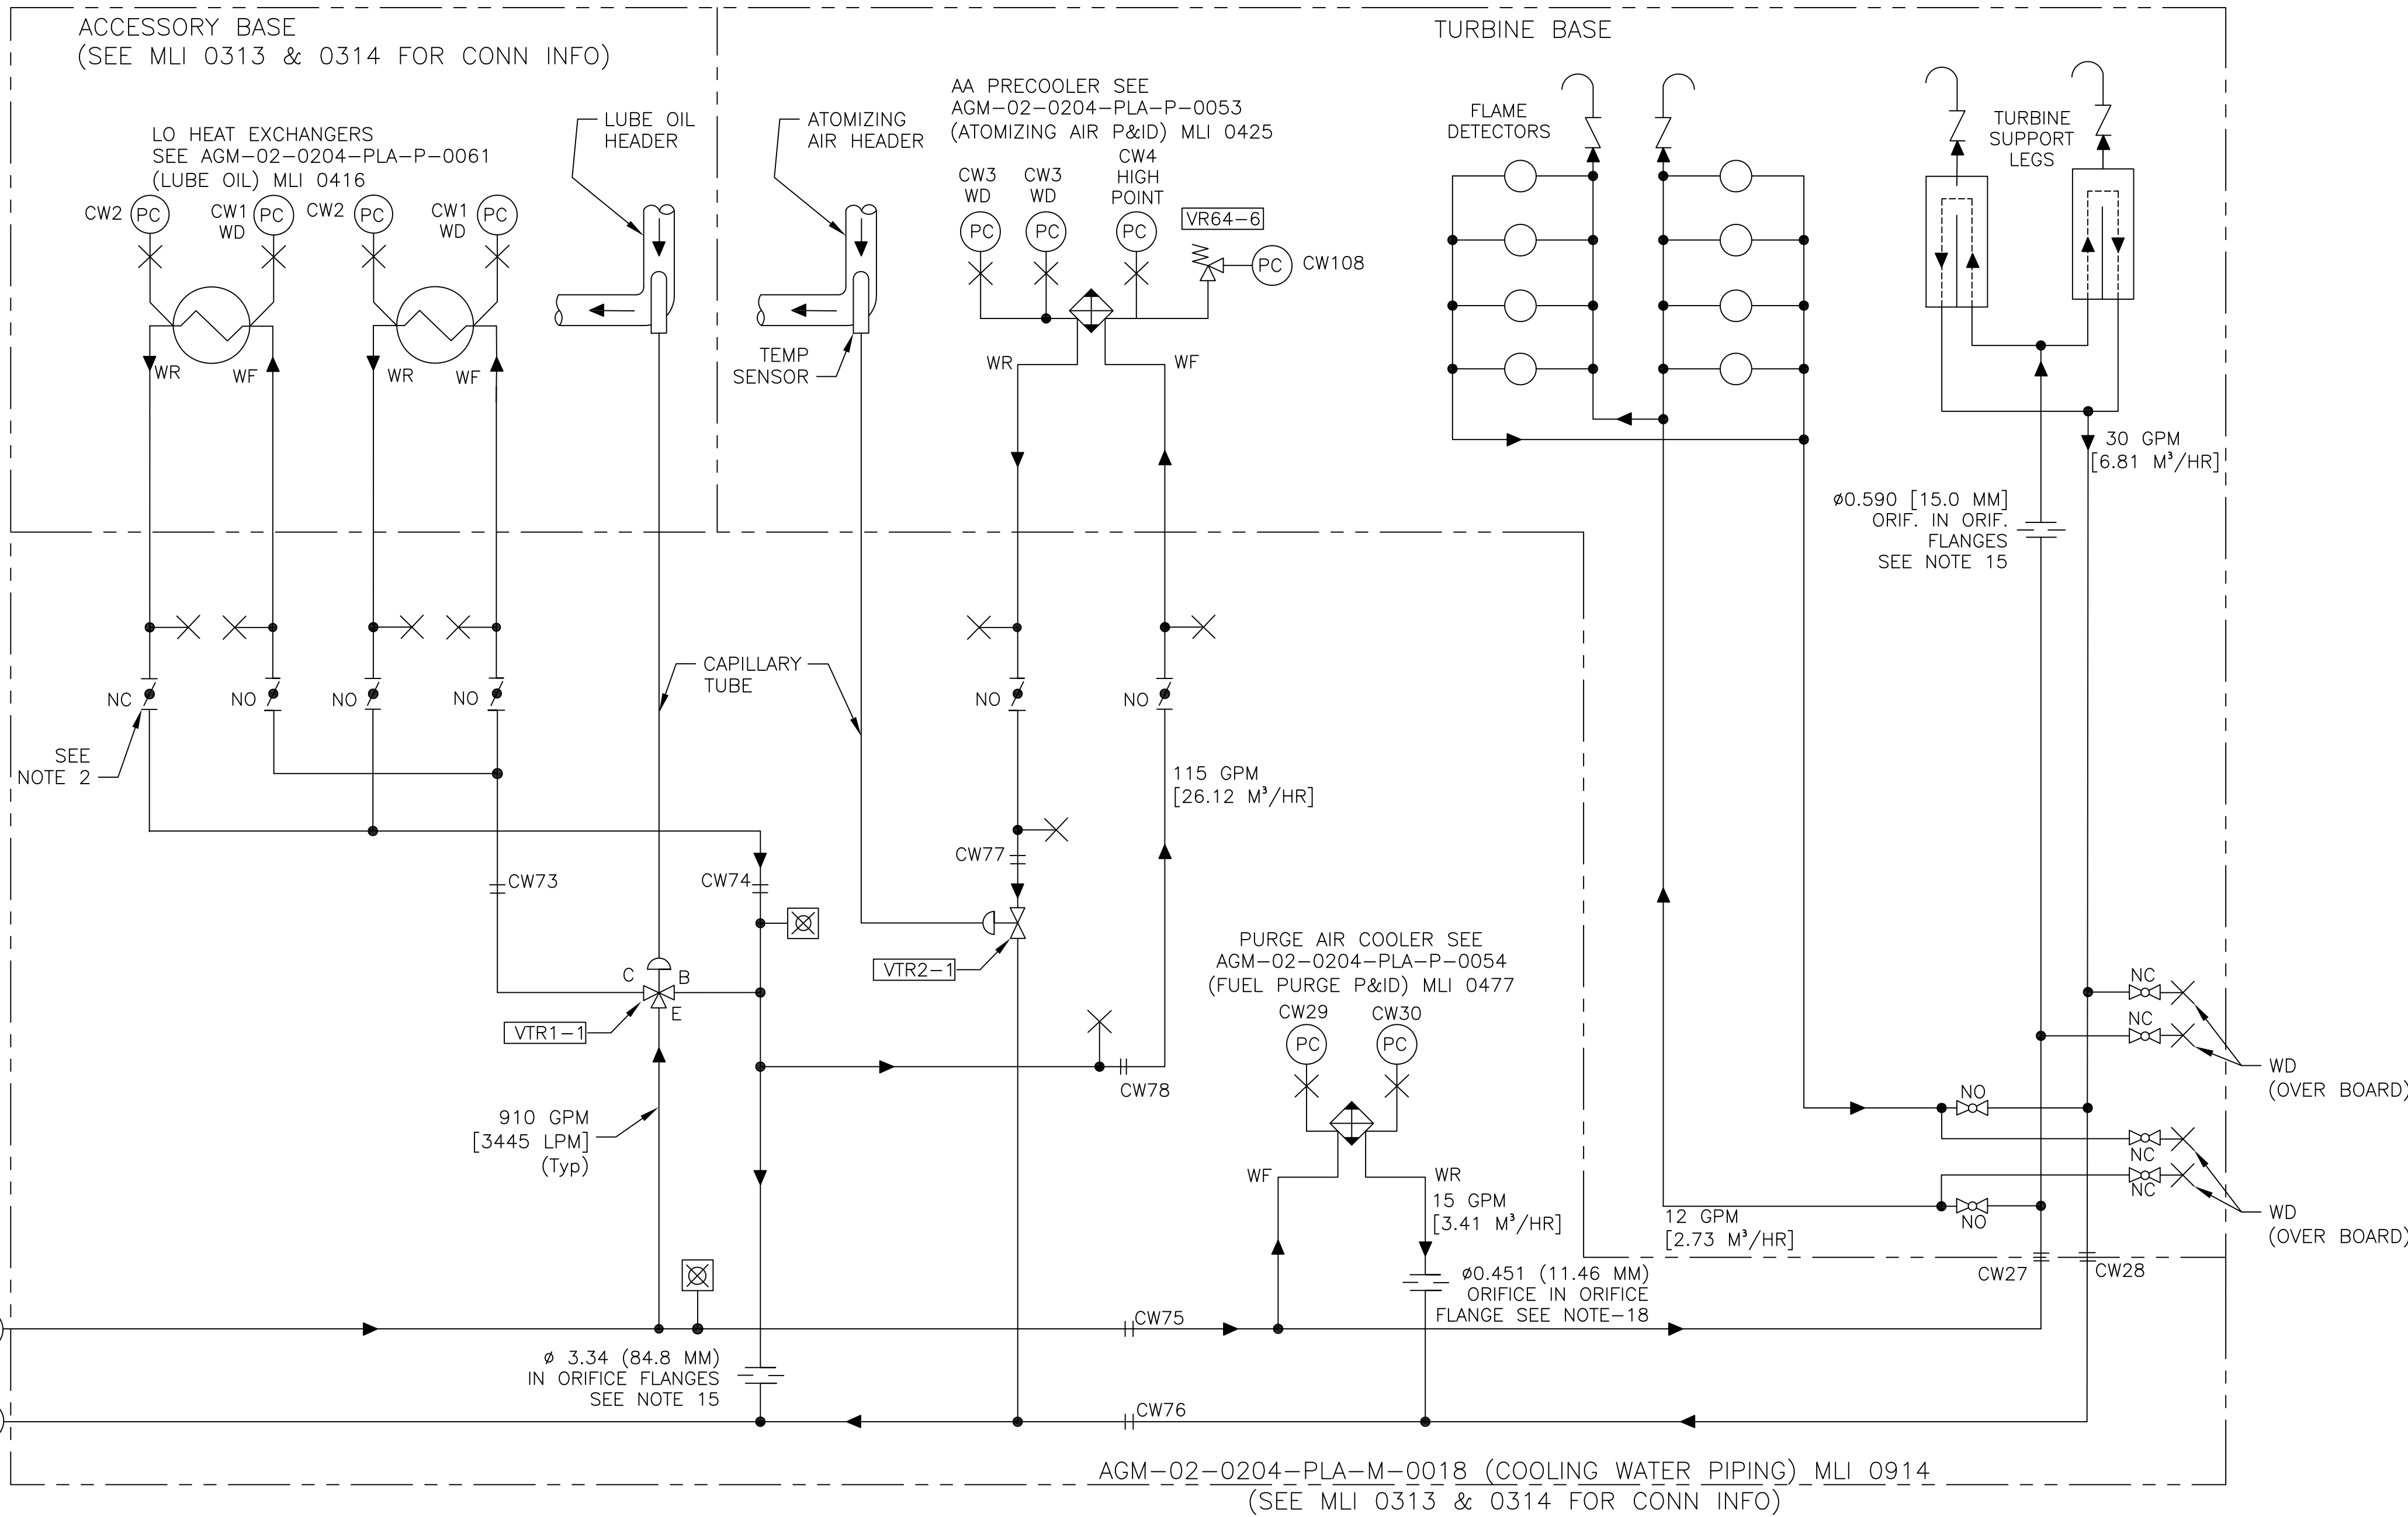 ACCESSORY BASE
(SEE MLI 0313 & 0314 FOR CONN INFO)
TURBINE BASE
LO HEAT EXCHANGERS
SEE AGM-02-0204-PLA-P-0061
(LUBE OIL) MLI 0416
CW2
PC
CW1
WD
PC
CW2
PC
CW1
WD
PC
LUBE OIL
HEADER
ATOMIZING
AIR HEADER
AA PRECOOLER SEE
AGM-02-0204-PLA-P-0053
(ATOMIZING AIR P&ID) MLI 0425
CW3
WD
PC
CW3
WD
PC
CW4
HIGH
POINT
PC
VR64-6
PC
CW108
FLAME
DETECTORS
TURBINE
SUPPORT
LEGS
WR
WF
WR
WF
TEMP
SENSOR
WR
WF
30 GPM
[6.81 M³/HR]
ø0.590 [15.0 MM]
ORIF. IN ORIF.
FLANGES
SEE NOTE 15
NC
NO
NO
NO
NO
NO
CAPILLARY
TUBE
SEE
NOTE 2
115 GPM
[26.12 M³/HR]
CW73
CW74
CW77
C
B
E
VTR1-1
VTR2-1
PURGE AIR COOLER SEE
AGM-02-0204-PLA-P-0054
(FUEL PURGE P&ID) MLI 0477
CW29
PC
CW30
PC
CW78
910 GPM
[3445 LPM]
(Typ)
WF
WR
15 GPM
[3.41 M³/HR]
12 GPM
[2.73 M³/HR]
NC
NC
WD
(OVER BOARD)
NO
NC
NC
NO
WD
(OVER BOARD)
CW27
CW28
ø0.451 (11.46 MM)
ORIFICE IN ORIFICE
FLANGE SEE NOTE-18
CW75
ø 3.34 (84.8 MM)
IN ORIFICE FLANGES
SEE NOTE 15
CW76
AGM-02-0204-PLA-M-0018 (COOLING WATER PIPING) MLI 0914
(SEE MLI 0313 & 0314 FOR CONN INFO)